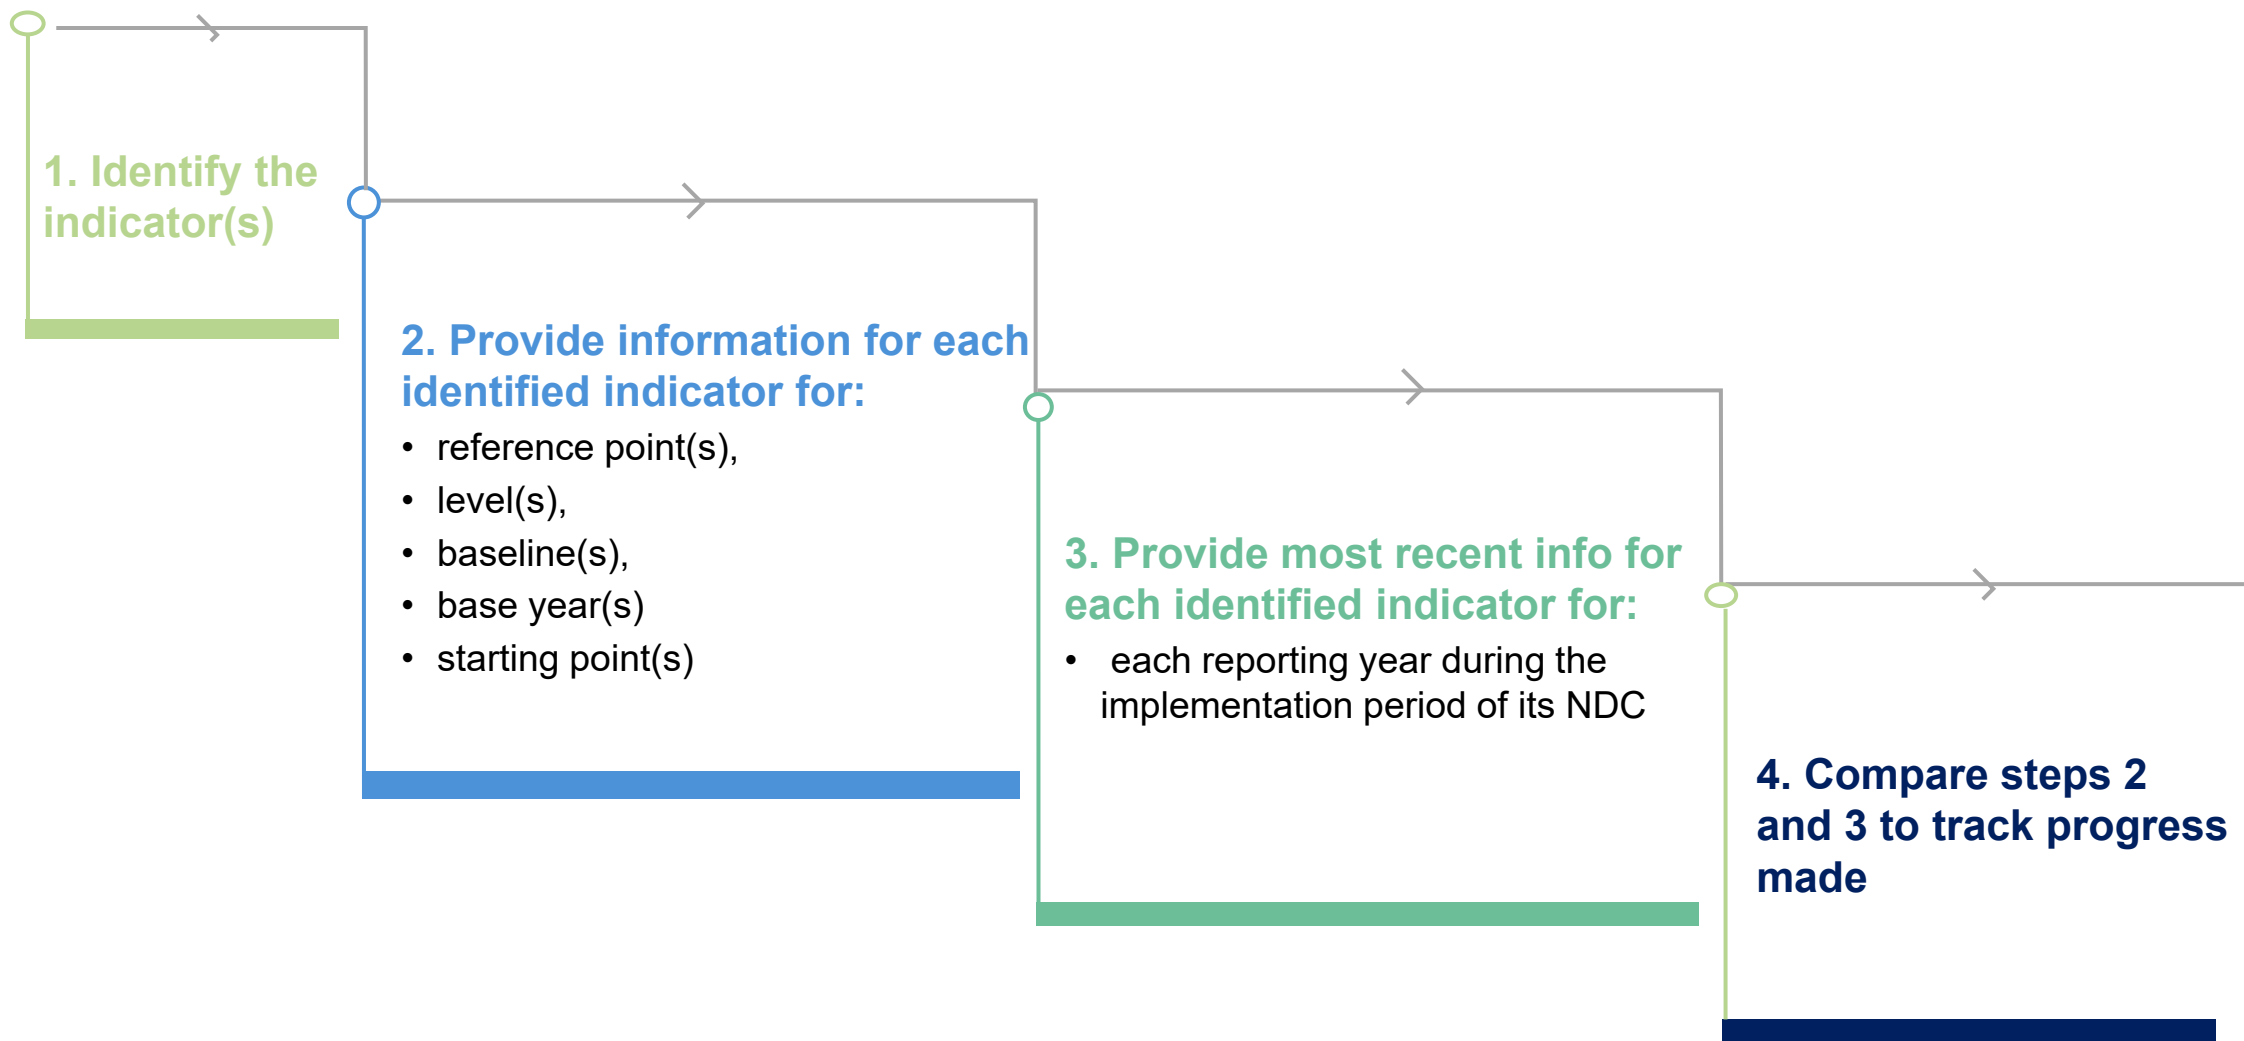 1. Identify the
indicator(s)
2. Provide information for each
identified indicator for:
• reference point(s),
• level(s),
• baseline(s),
• base year(s)
• starting point(s)
3. Provide most recent info for
each identified indicator for:
• each reporting year during the
implementation period of its NDC
4. Compare steps 2
and 3 to track progress
made